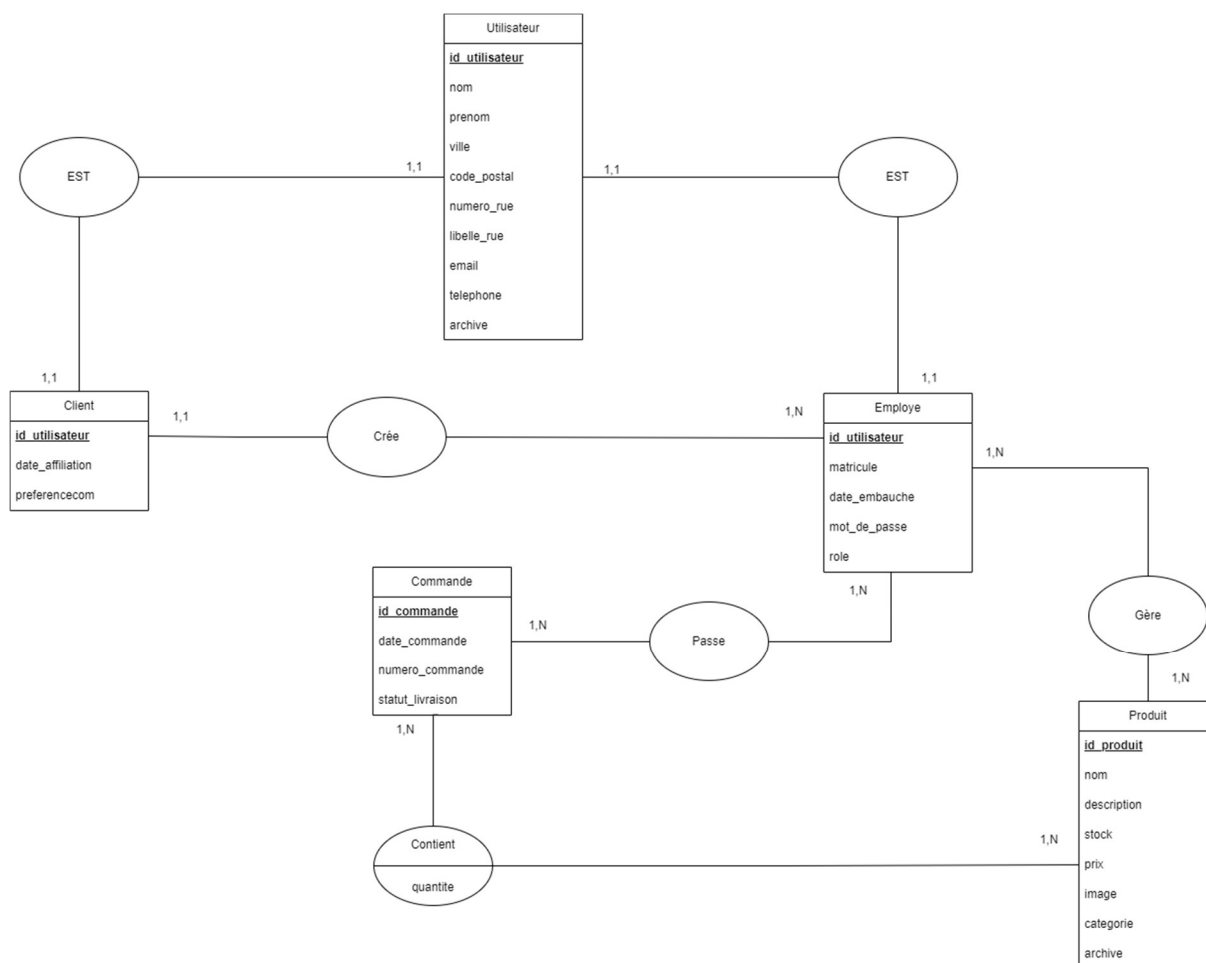 Utilisateur
id_utilisateur
nom
prenom
ville
code_postal
numero_rue
libelle_rue
email
telephone
archive
EST
1,1
1,1
EST
1,1
1,1
Client
id_utilisateur
date_affiliation
preferencecom
1,1
Crée
1,N
Employe
id_utilisateur
matricule
date_embauche
mot_de_passe
role
1,N
1,N
Gère
1,N
Commande
id_commande
date_commande
numero_commande
statut_livraison
1,N
Passe
1,N
Contient
quantite
1,N
Produit
id_produit
nom
description
stock
prix
image
categorie
archive